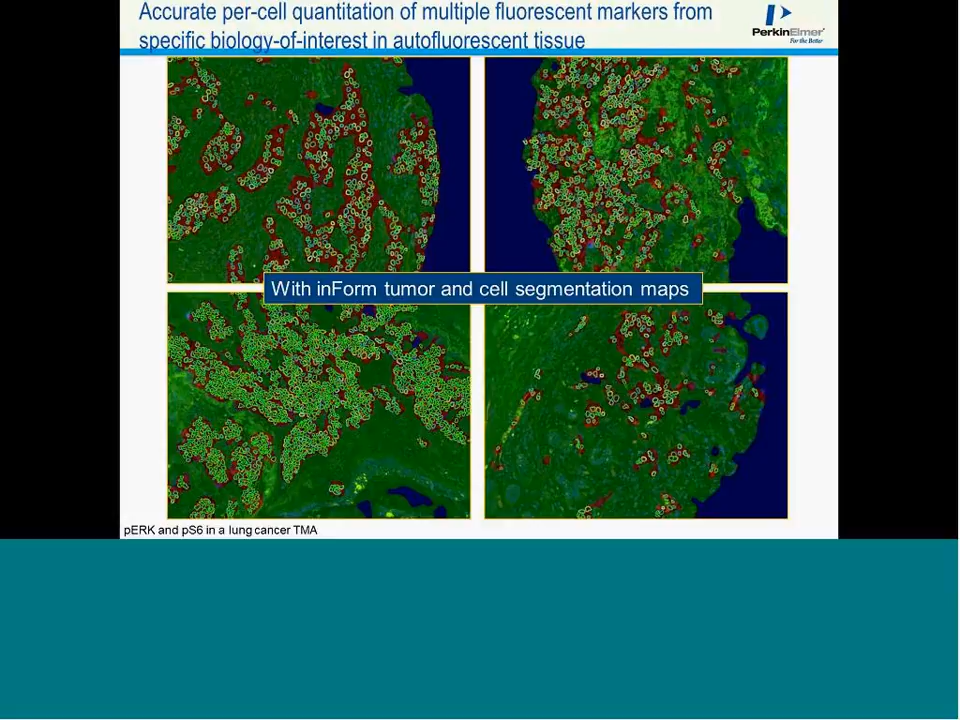 Accurate per-cell quantitation of multiple fluorescent markers from
specific biology-of-interest in autofluorescent tissue
PerkinElmer
For the Better
With inForm tumor and cell segmentation maps
pERK and pS6 in a lung cancer TMA